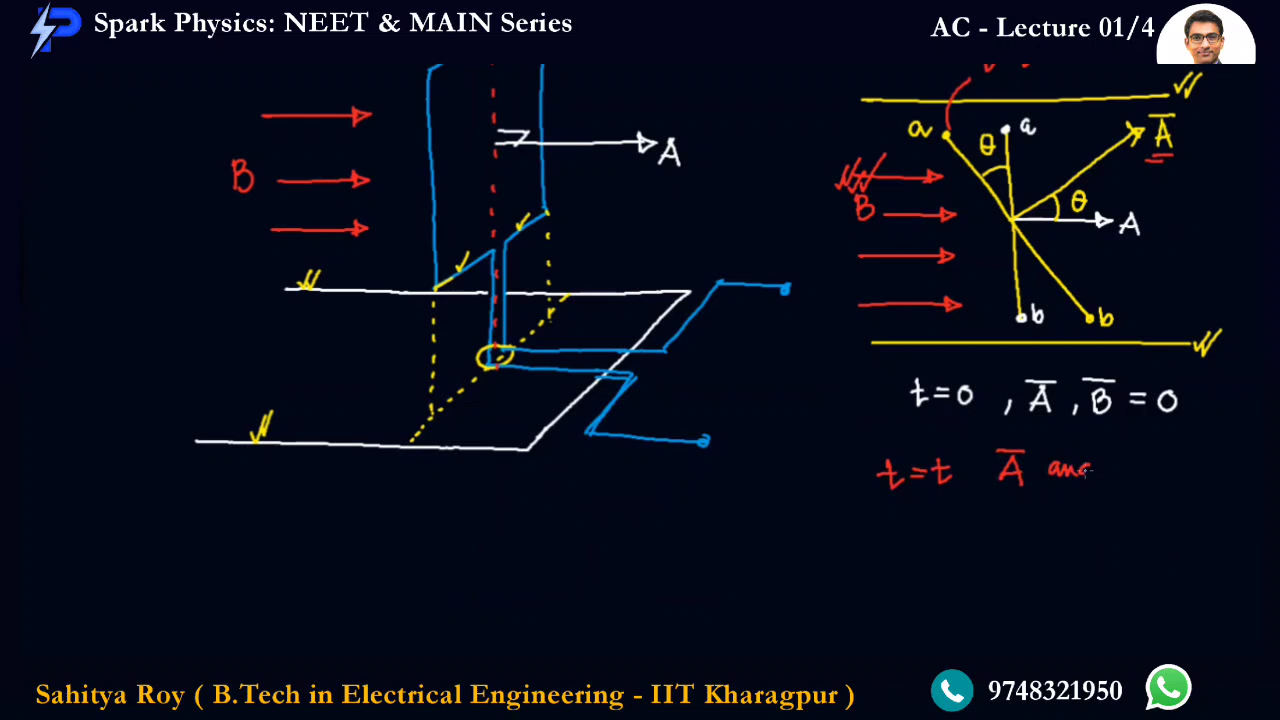 Spark Physics: NEET & MAIN Series
AC - Lecture 01/4
B
A
a
θ
a
A̅
B
θ
A
b
b
t=0 , A̅ , B̅ = 0
t=t A̅ and
Sahitya Roy ( B.Tech in Electrical Engineering - IIT Kharagpur )
9748321950